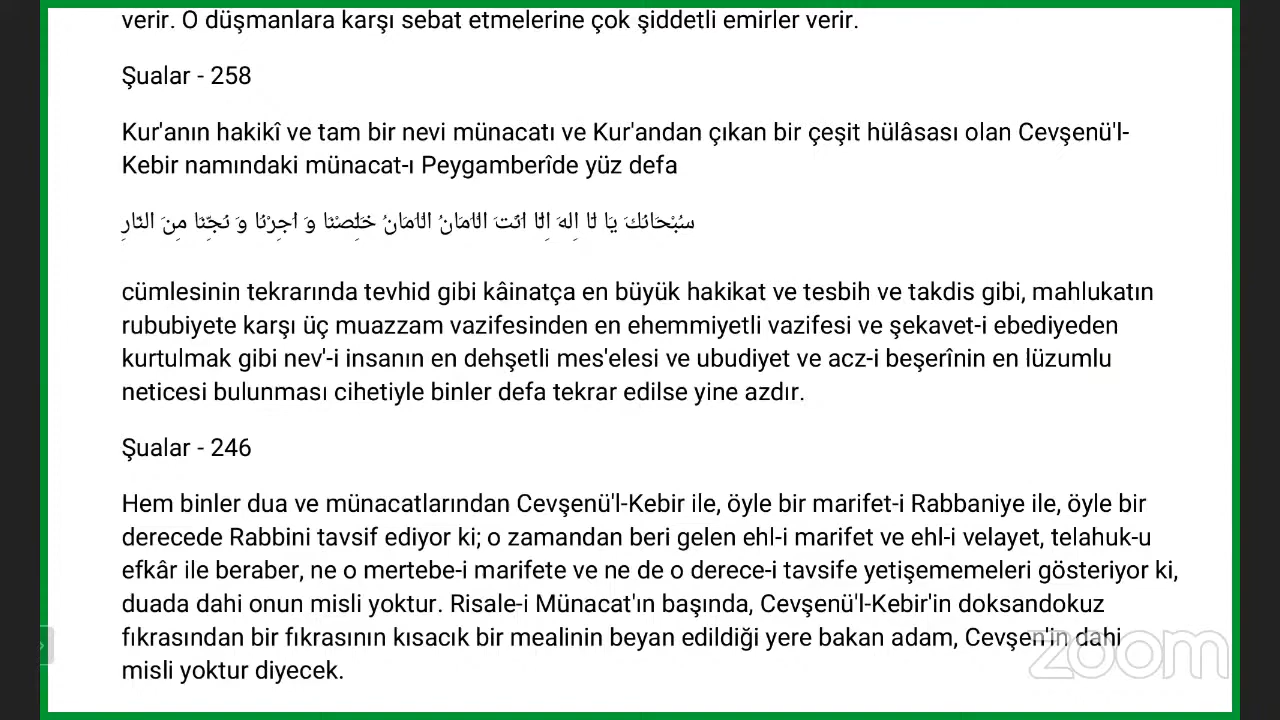 verir. O düşmanlara karşı sebat etmelerine çok şiddetli emirler verir.
Şualar - 258
Kur'anın hakikî ve tam bir nevi münacatı ve Kur'andan çıkan bir çeşit hülâsası olan Cevşenü'l-
Kebir namındaki münacat-ı Peygamberîde yüz defa
سُبْحَانَكَ يَا لَا اِلهَ اِلَّا اَنْتَ الْاَمَانُ الْاَمَانُ خَلِّصْنَا وَ اَجِرْنَا وَ نَجِّنَا مِنَ النَّارِ
cümlesinin tekrarında tevhid gibi kâinatça en büyük hakikat ve tesbih ve takdis gibi, mahlukatın
rububiyete karşı üç muazzam vazifesinden en ehemmiyetli vazifesi ve şekavet-i ebediyeden
kurtulmak gibi nev'-i insanın en dehşetli mes'elesi ve ubudiyet ve acz-i beşerînin en lüzumlu
neticesi bulunması cihetiyle binler defa tekrar edilse yine azdır.
Şualar - 246
Hem binler dua ve münacatlarından Cevşenü'l-Kebir ile, öyle bir marifet-i Rabbaniye ile, öyle bir
derecede Rabbini tavsif ediyor ki; o zamandan beri gelen ehl-i marifet ve ehl-i velayet, telahuk-u
efkâr ile beraber, ne o mertebe-i marifete ve ne de o derece-i tavsife yetişememeleri gösteriyor ki,
duada dahi onun misli yoktur. Risale-i Münacat'ın başında, Cevşenü'l-Kebir'in doksandokuz
fıkrasından bir fıkrasının kısacık bir mealinin beyan edildiği yere bakan adam, Cevşen'in dahi
misli yoktur diyecek.
zoom